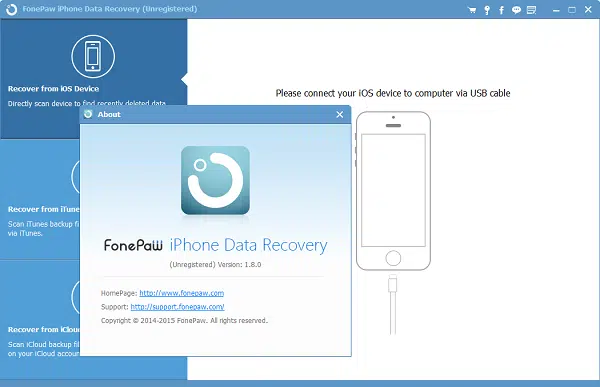 FonePaw iPhone Data Recovery (Unregistered)
Recover from iOS Device
Directly scan device to find recently deleted data
Please connect your iOS device to computer via USB cable
About
FonePaw iPhone Data Recovery
(Unregistered) Version: 1.8.0
HomePage: http://www.fonepaw.com
Support: http://support.fonepaw.com/
Copyright © 2014-2015 FonePaw. All rights reserved.
Recover from iTune
Scan iTunes backup fi
via iTunes.
Recover from iCloud
Scan iCloud backup fil
on your iCloud accoun